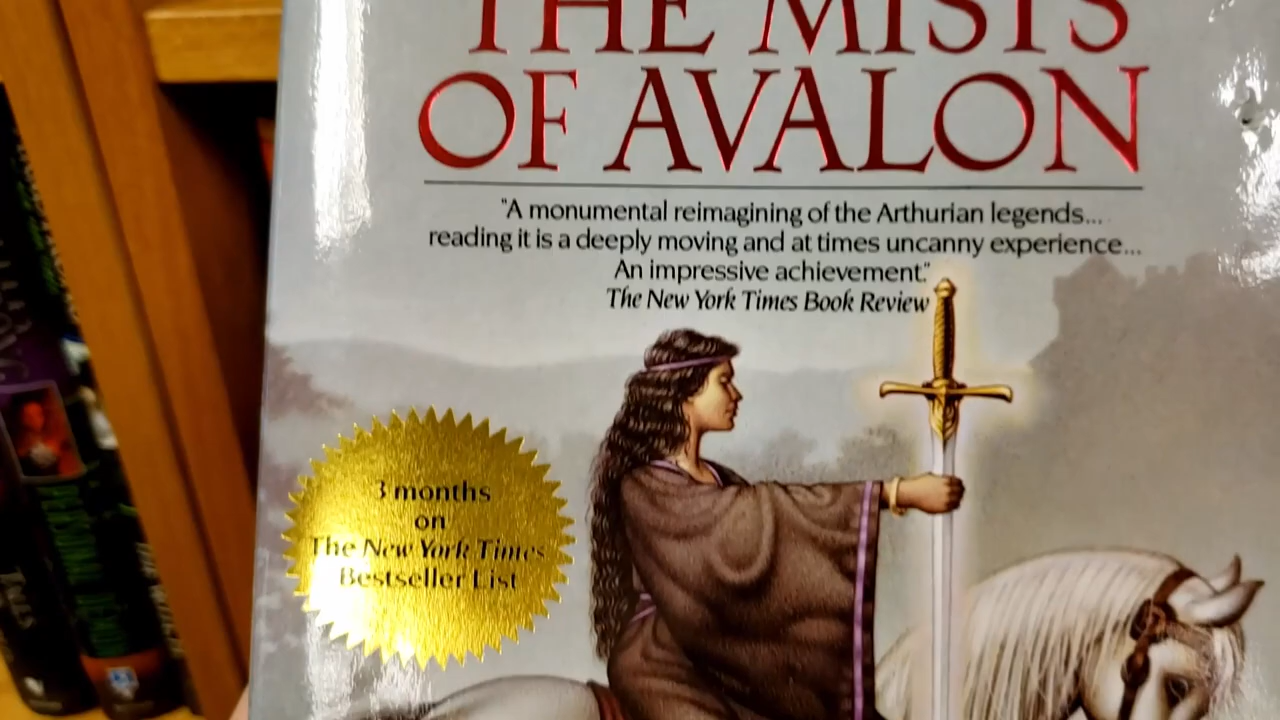 THE MISTS
OF AVALON
"A monumental reimagining of the Arthurian legends...
reading it is a deeply moving and at times uncanny experience...
An impressive achievement."
The New York Times Book Review
3 months
on
The New York Times
Bestseller List